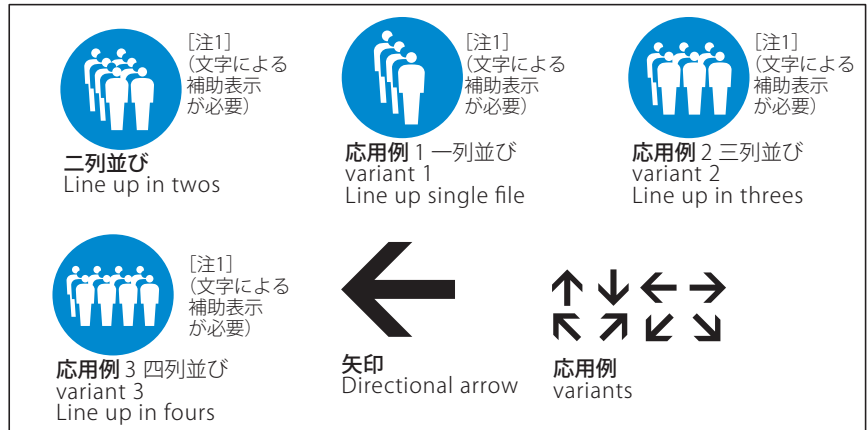 ［注1］
（文字による
補助表示
が必要）
二列並び
Line up in twos
［注1］
（文字による
補助表示
が必要）
応用例 1 一列並び
variant 1
Line up single file
［注1］
（文字による
補助表示
が必要）
応用例 2 三列並び
variant 2
Line up in threes
［注1］
（文字による
補助表示
が必要）
応用例 3 四列並び
variant 3
Line up in fours
矢印
Directional arrow
応用例
variants